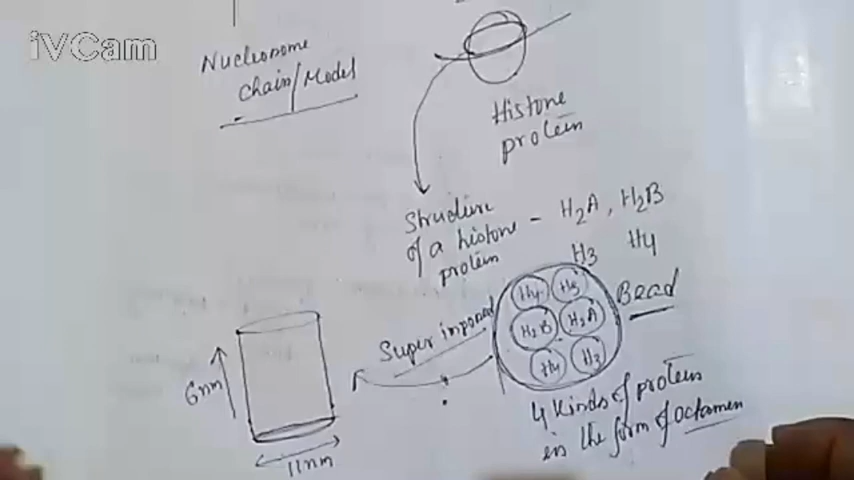 iVCam
Nucleonome
chain/Model
Histone
protein
Structure
of a histone - H2A, H2B
protein
H3 H4
H4 H3
H2B H2A
H4 H3
Bead
Super imposed
6nm
11nm
4 kinds of protein
in the form of octamer